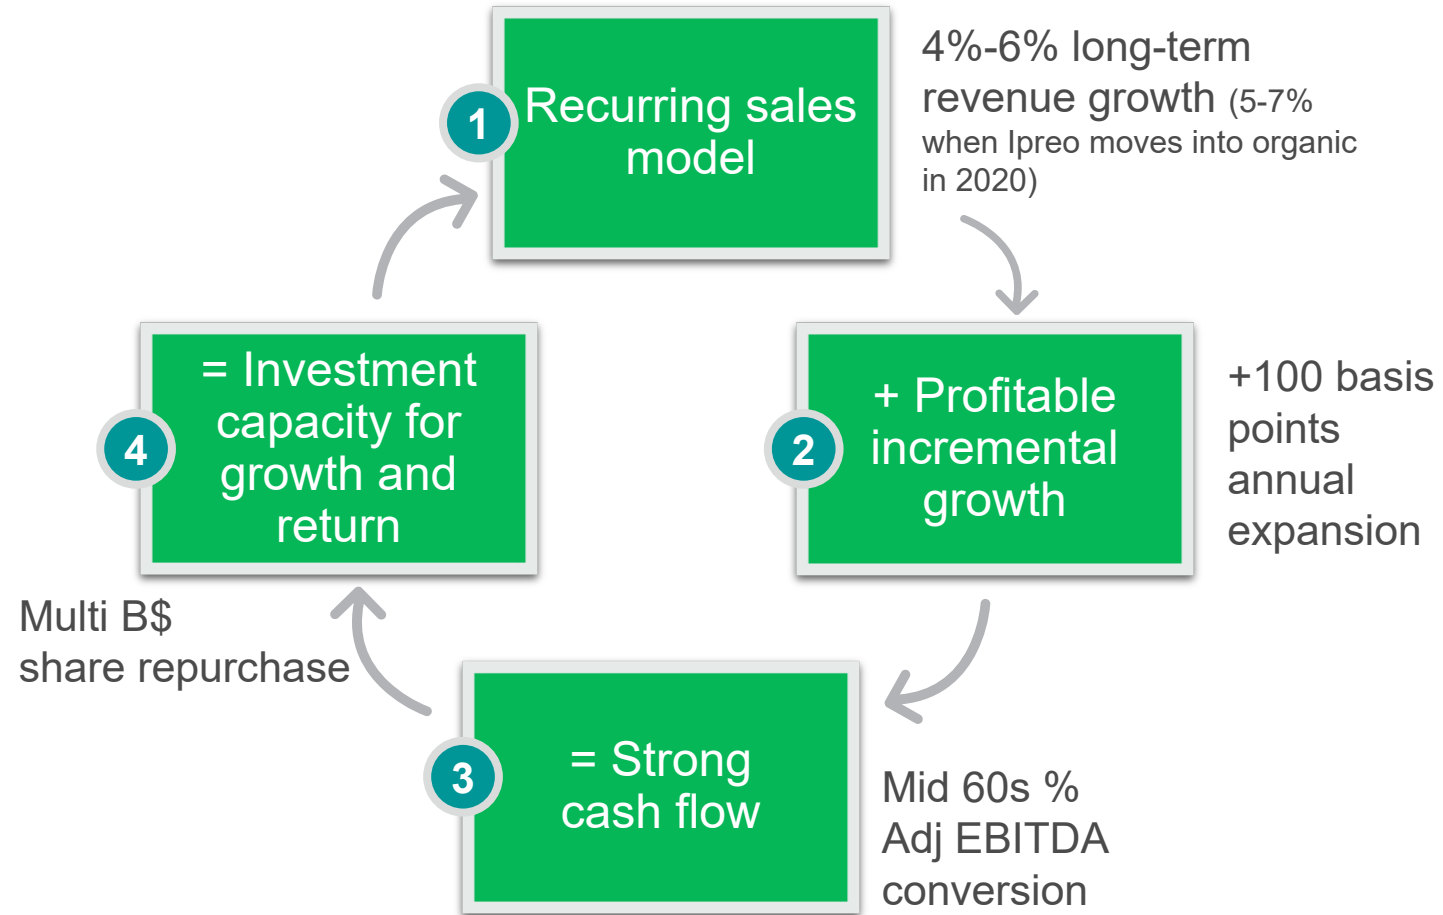 1
Recurring sales
model
4%-6% long-term
revenue growth (5-7%
when Ipreo moves into organic
in 2020)
2
+ Profitable
incremental
growth
+100 basis
points
annual
expansion
3
= Strong
cash flow
Mid 60s %
Adj EBITDA
conversion
4
= Investment
capacity for
growth and
return
Multi B$
share repurchase